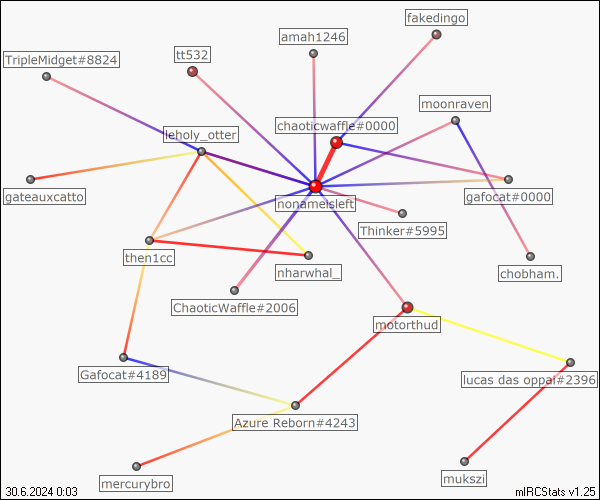 fakedingo
amah1246
tt532
TripleMidget#8824
moonraven
chaoticwaffle#0000
leholy_otter
gateauxcatto
nonameisleft
gafocat#0000
Thinker#5995
then1cc
nharwhal_
chobham.
ChaoticWaffle#2006
motorthud
Gafocat#4189
lucas das oppai#2396
Azure Reborn#4243
mercurybro
mukszi
30.6.2024 0:03
mIRCStats v1.25